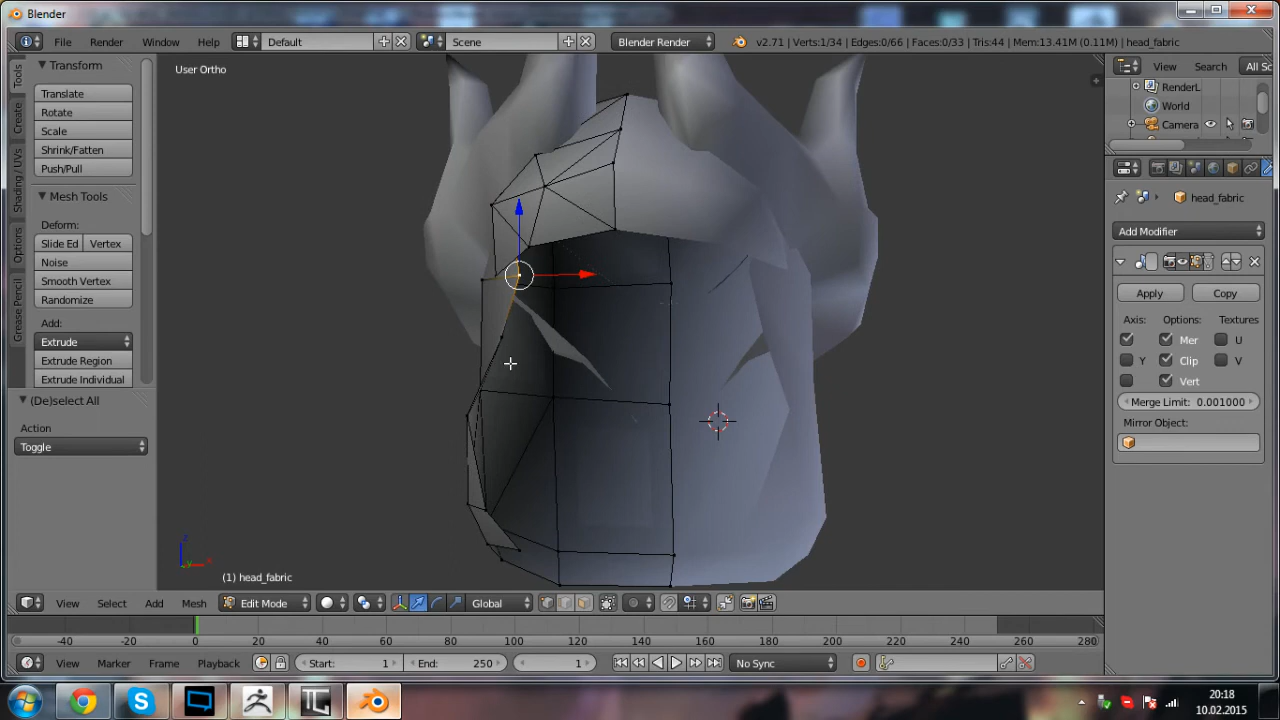 Blender
File Render Window Help Default Scene Blender Render v2.71 | Verts:1/34 | Edges:0/66 | Faces:0/33 | Tris:44 | Mem:13.41M (0.11M) | head_fabric
Transform
Translate
Rotate
Scale
Shrink/Fatten
Push/Pull
Mesh Tools
Deform:
Slide Ed Vertex
Noise
Smooth Vertex
Randomize
Add:
Extrude
Extrude Region
Extrude Individual
(De)select All
Action
Toggle
Tools
Create
Shading / UVs
Options
Grease Pencil
User Ortho
(1) head_fabric
View Search All Sc
RenderL
World
Camera
head_fabric
Add Modifier
Apply Copy
Axis: Options: Textures
Mer U
Y Clip V
Vert
Merge Limit: 0.001000
Mirror Object:
View Select Add Mesh Edit Mode Global
-40 -20 0 20 40 60 80 100 120 140 160 180 200 220 240 260 280
View Marker Frame Playback Start: 1 End: 250 1 No Sync
20:18
10.02.2015